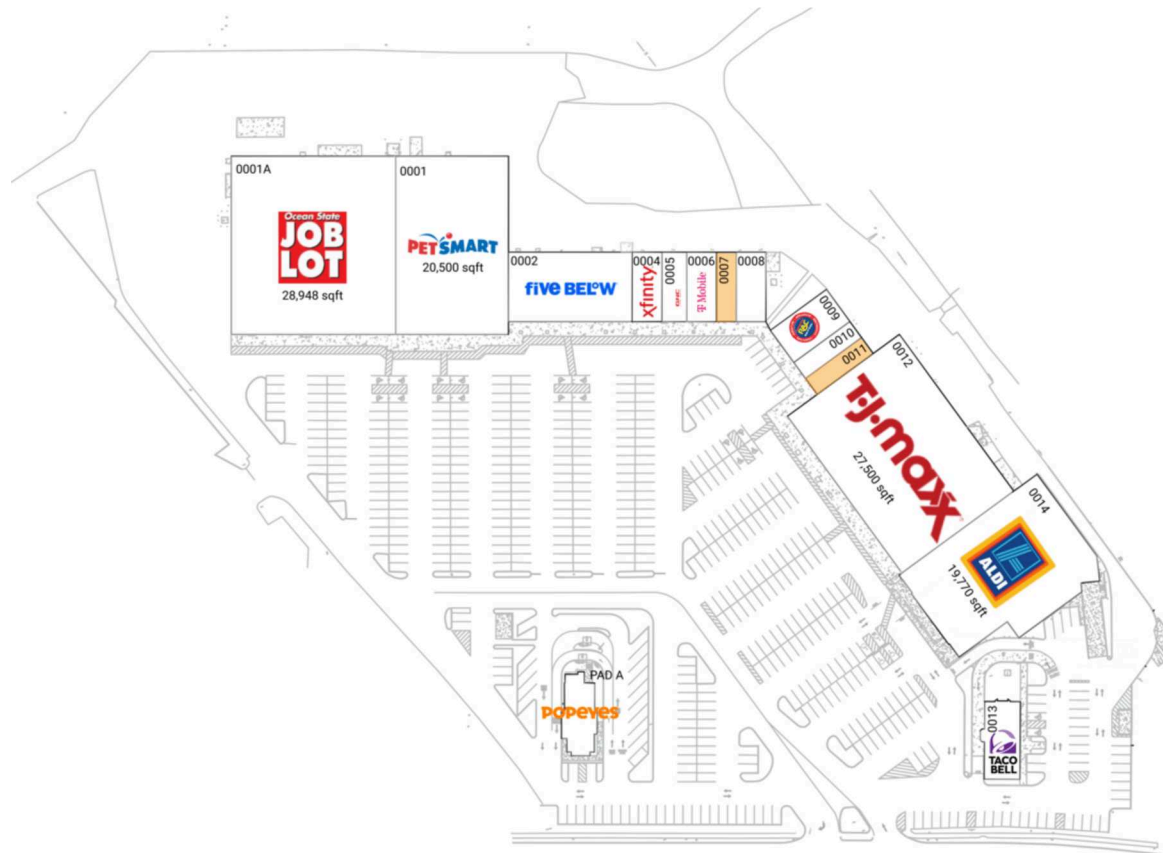 0001A
Ocean State
JOB
LOT
28,948 sqft
0001
PETSMART
20,500 sqft
0002
five BEL°W
0004
xfinity
0005
GNC
0006
T Mobile
0007
0008
0009
0010
0011
0012
T·J·maxx
27,500 sqft
0014
ALDI
19,770 sqft
PAD A
POPEYES
0013
TACO
BELL